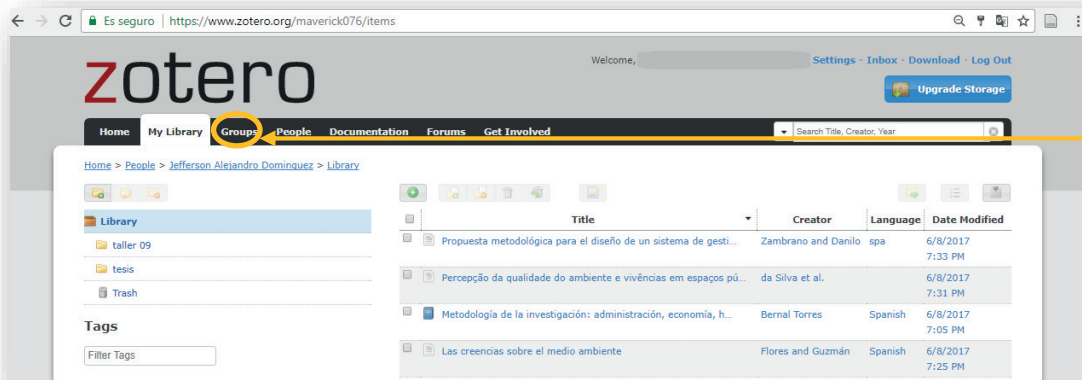 Es seguro | https://www.zotero.org/maverick076/items
zotero
Welcome,
Settings · Inbox · Download · Log Out
Upgrade Storage
Home My Library Groups People Documentation Forums Get Involved
Search Title, Creator, Year
Home > People > Jefferson Alejandro Dominguez > Library
Library
taller 09
tesis
Trash
Tags
Filter Tags
Title Creator Language Date Modified
Propuesta metodológica para el diseño de un sistema de gesti... Zambrano and Danilo spa 6/8/2017
7:33 PM
Percepção da qualidade do ambiente e vivências em espaços pú... da Silva et al. 6/8/2017
7:31 PM
Metodología de la investigación: administración, economía, h... Bernal Torres Spanish 6/8/2017
7:05 PM
Las creencias sobre el medio ambiente Flores and Guzmán Spanish 6/8/2017
7:25 PM